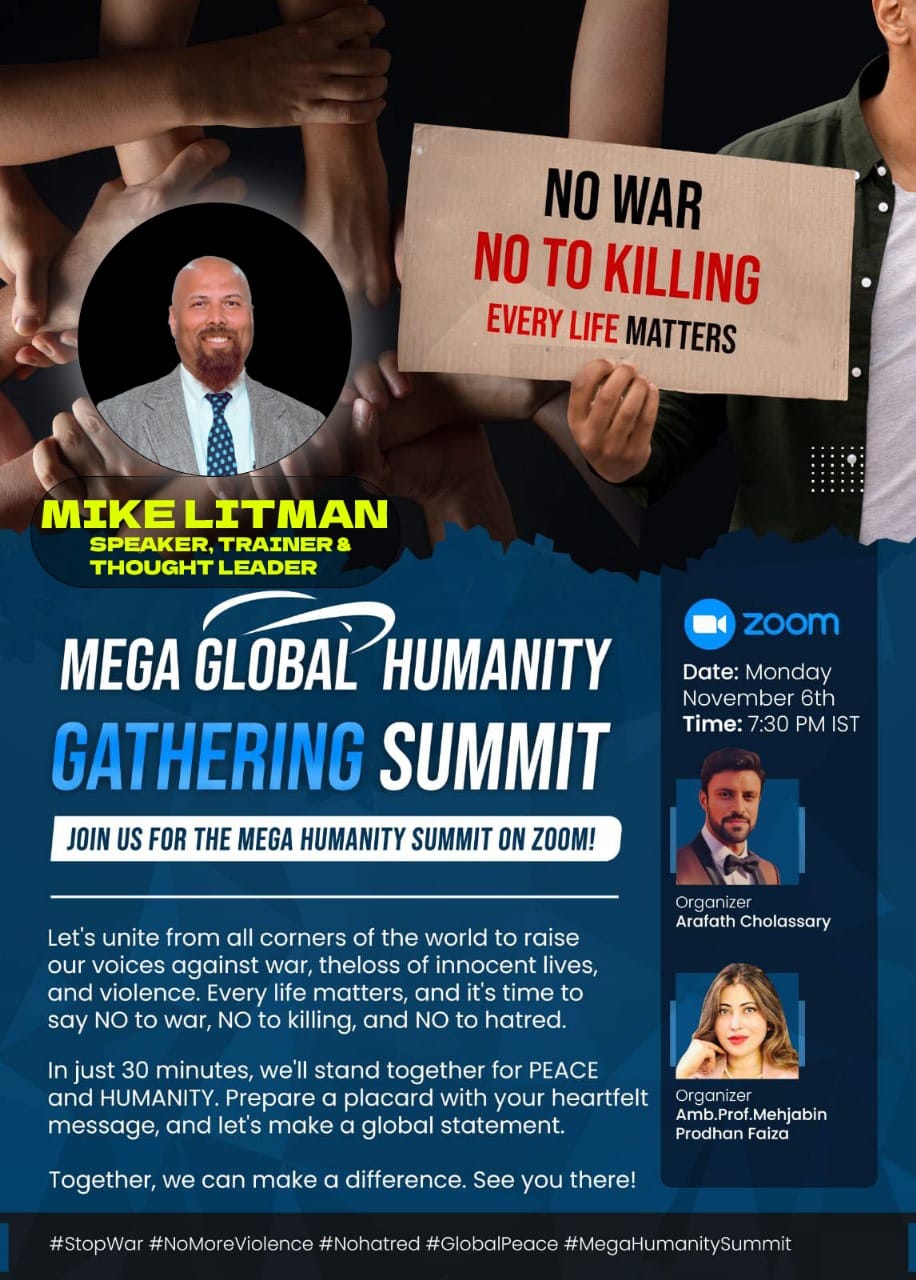 NO WAR
NO TO KILLING
EVERY LIFE MATTERS
MIKE LITMAN
SPEAKER, TRAINER &
THOUGHT LEADER
MEGA GLOBAL HUMANITY
GATHERING SUMMIT
JOIN US FOR THE MEGA HUMANITY SUMMIT ON ZOOM!
Let's unite from all corners of the world to raise
our voices against war, theloss of innocent lives,
and violence. Every life matters, and it's time to
say NO to war, NO to killing, and NO to hatred.
In just 30 minutes, we'll stand together for PEACE
and HUMANITY. Prepare a placard with your heartfelt
message, and let's make a global statement.
Together, we can make a difference. See you there!
zoom
Date: Monday
November 6th
Time: 7:30 PM IST
Organizer
Arafath Cholassary
Organizer
Amb.Prof.Mehjabin
Prodhan Faiza
#StopWar #NoMoreViolence #Nohatred #GlobalPeace #MegaHumanitySummit